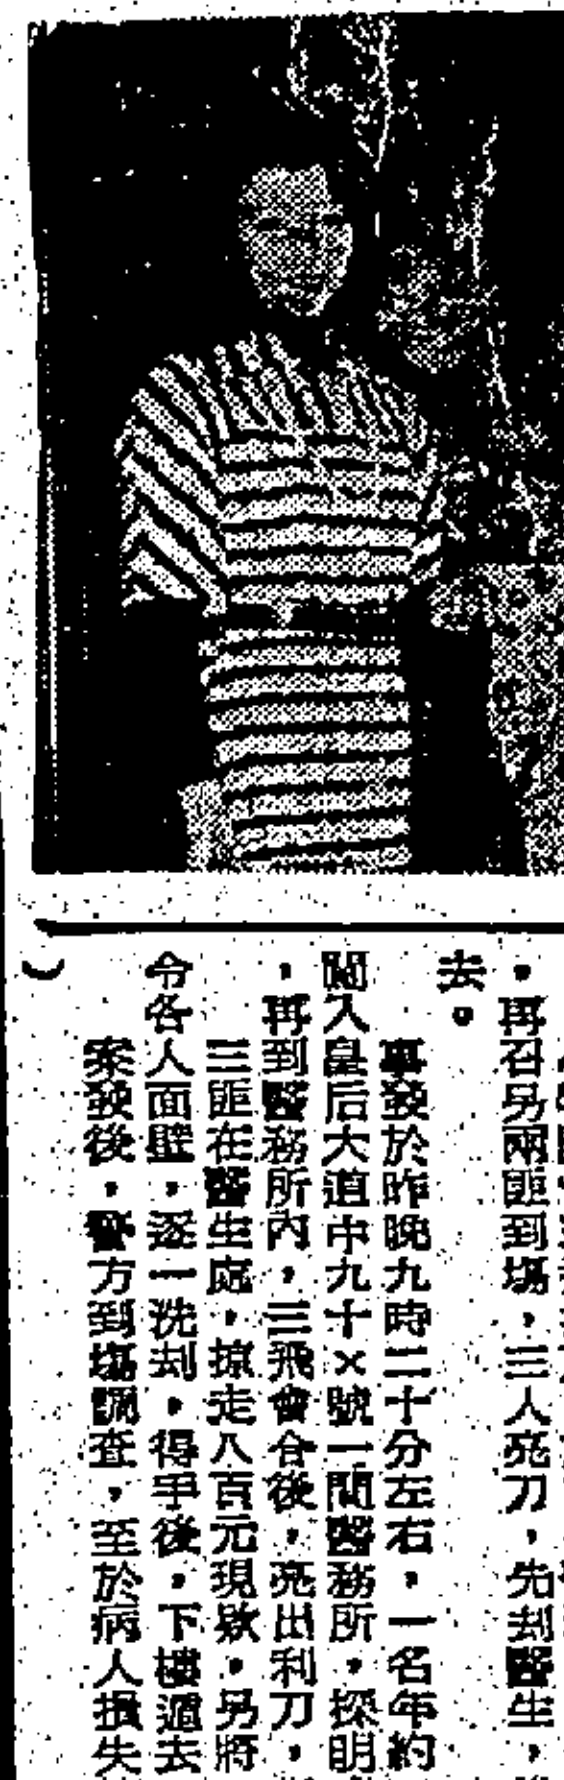 ，再召另兩匪到場，三人亮刀，先刦醫生，
去。
事發於昨晚九時二十分左右，一名年約
闖入皇后大道中九十×號一間醫務所，探明
，再到醫務所內，三飛會合後，亮出利刀，
三匪在醫生處，掠走八百元現欵，另將
令各人面壁，逐一洗刦，得手後，下樓遁去
案發後，警方到塲調查，至於病人損失
）